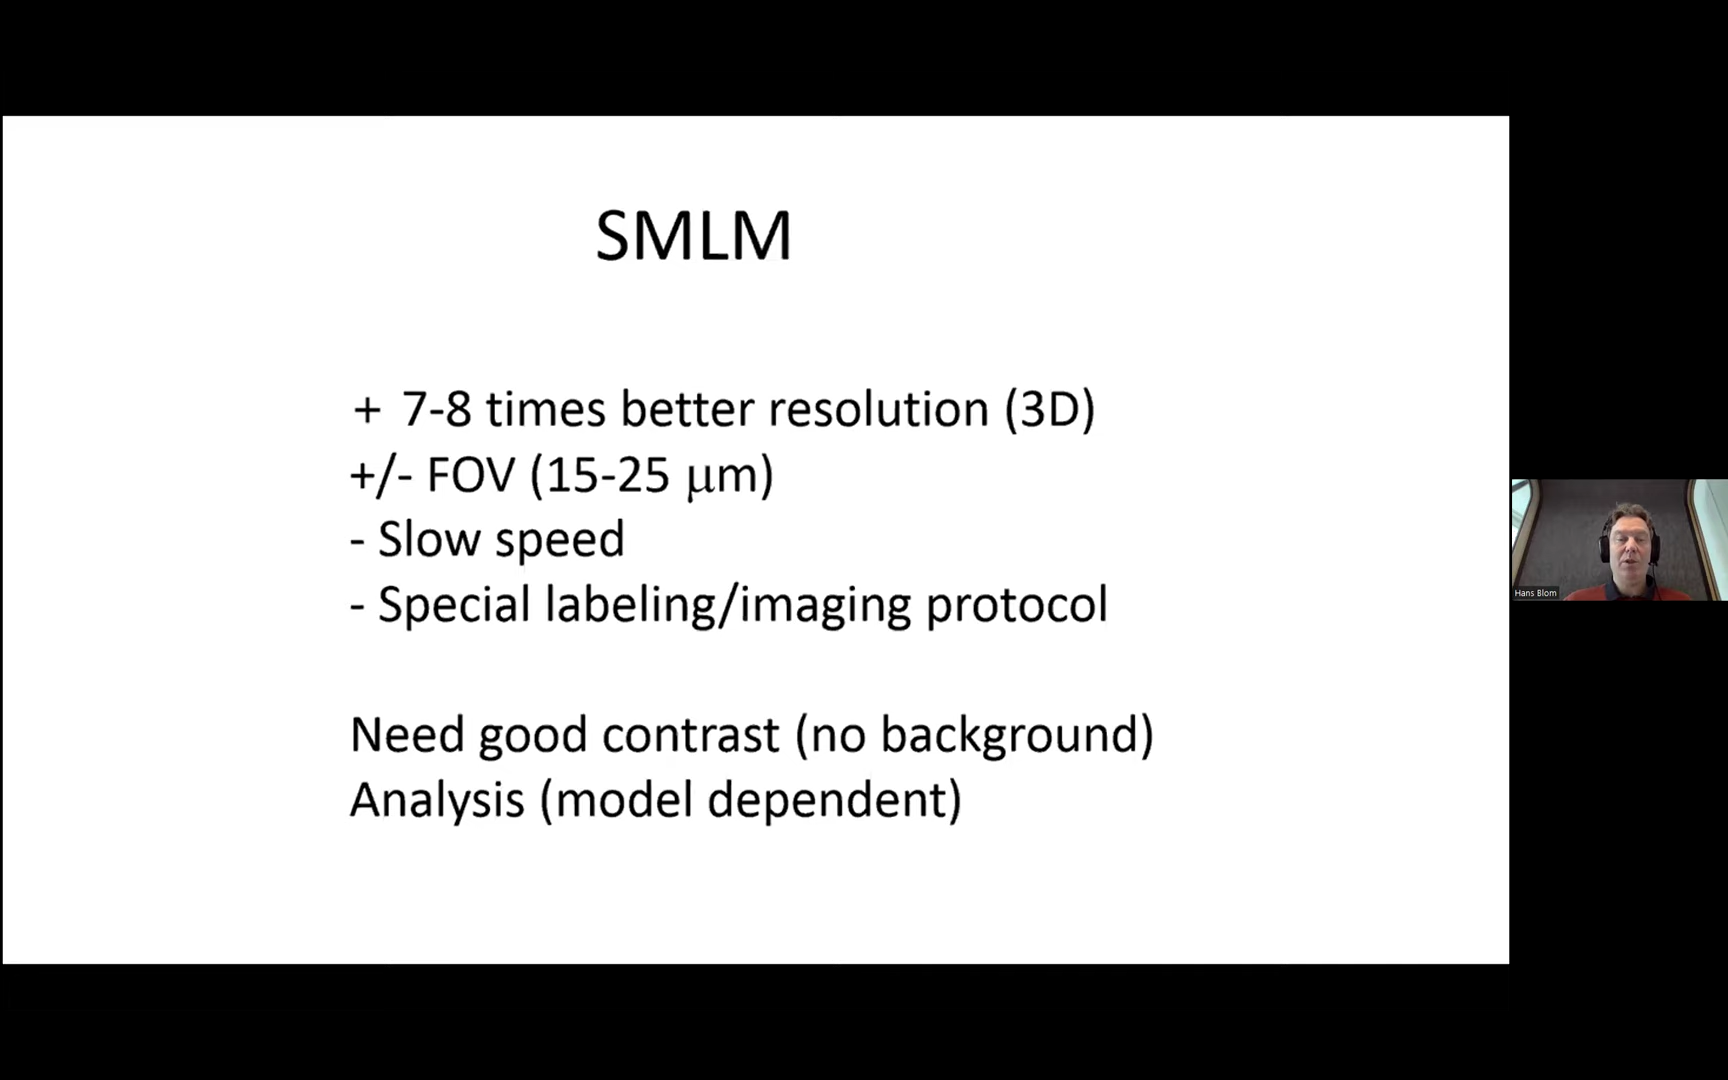 SMLM
+ 7-8 times better resolution (3D)
+/- FOV (15-25 μm)
- Slow speed
- Special labeling/imaging protocol
Need good contrast (no background)
Analysis (model dependent)
Hans Blom